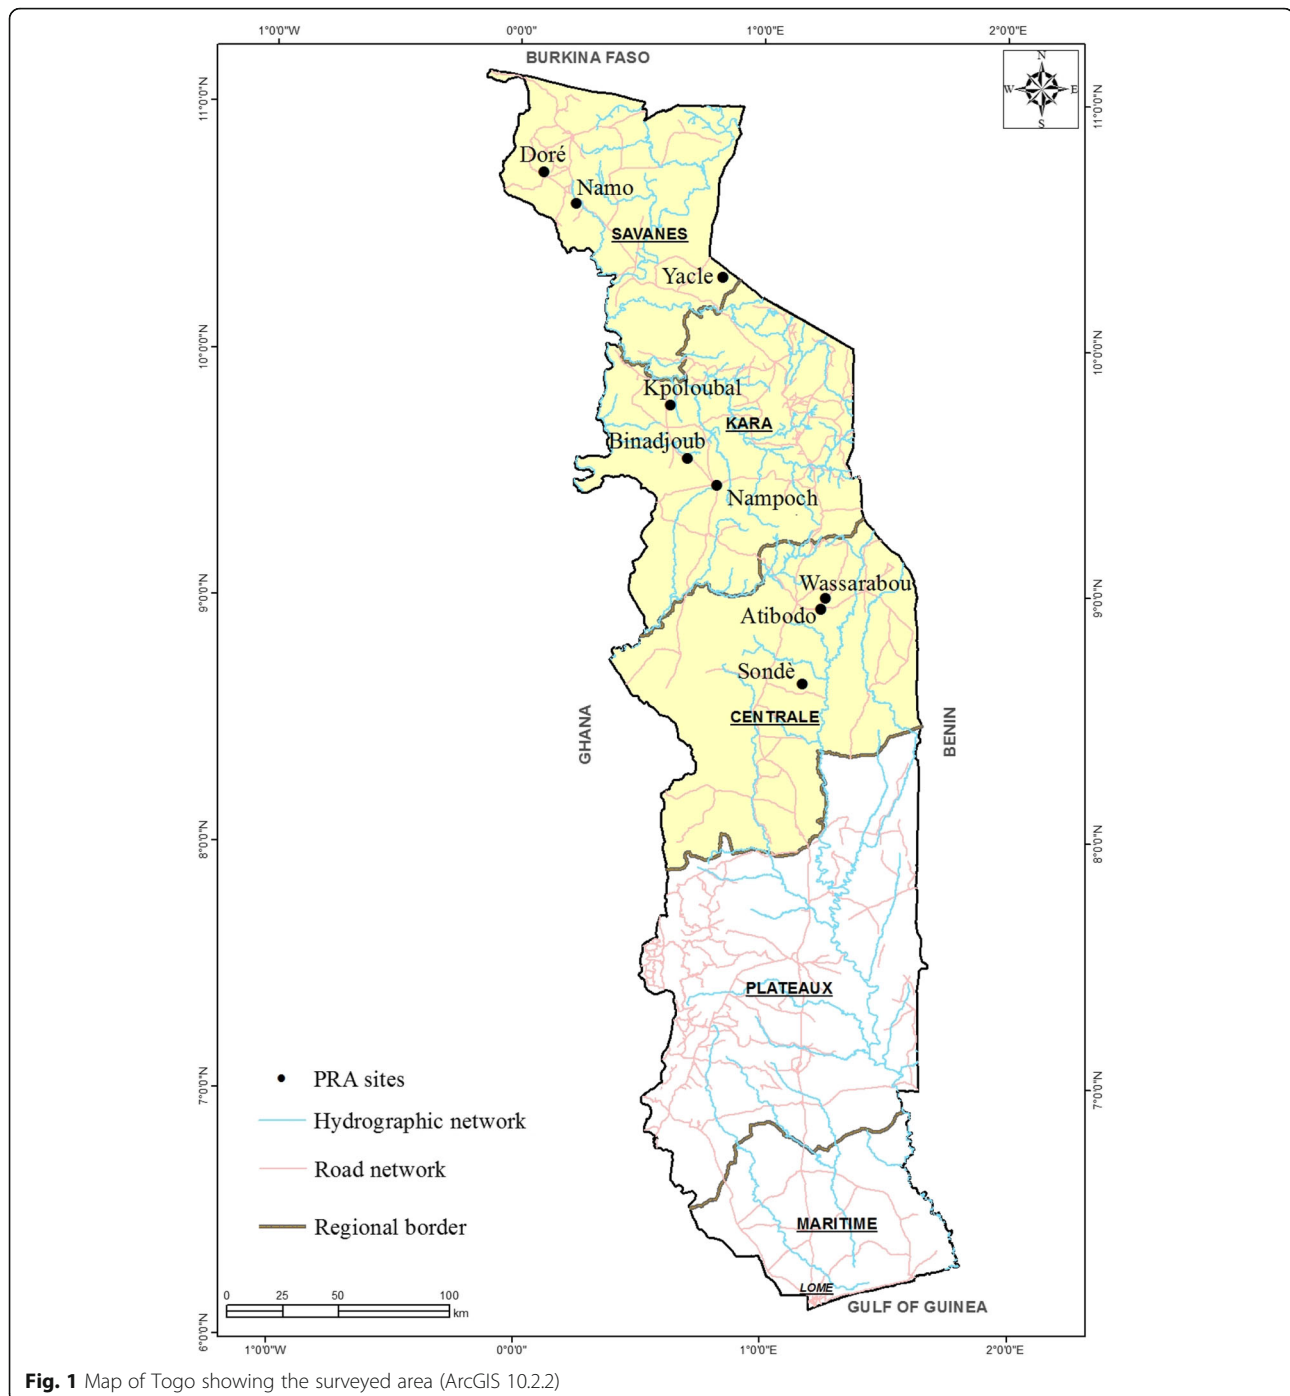 1°0'0"W 0°0'0" 1°0'0"E 2°0'0"E
BURKINA FASO
N
W E
S
11°0'0"N 11°0'0"N
Doré
Namo
SAVANES
Yacle
10°0'0"N 10°0'0"N
Kpoloubal
KARA
Binadjoub
Nampoch
9°0'0"N 9°0'0"N
Wassarabou
Atibodo
Sondè
CENTRALE
GHANA
BENIN
8°0'0"N 8°0'0"N
PLATEAUX
7°0'0"N 7°0'0"N
PRA sites
Hydrographic network
Road network
Regional border
MARITIME
LOME
GULF OF GUINEA
0 25 50 100
km
6°0'0"N
1°0'0"W 0°0'0" 1°0'0"E 2°0'0"E
Fig. 1 Map of Togo showing the surveyed area (ArcGIS 10.2.2)